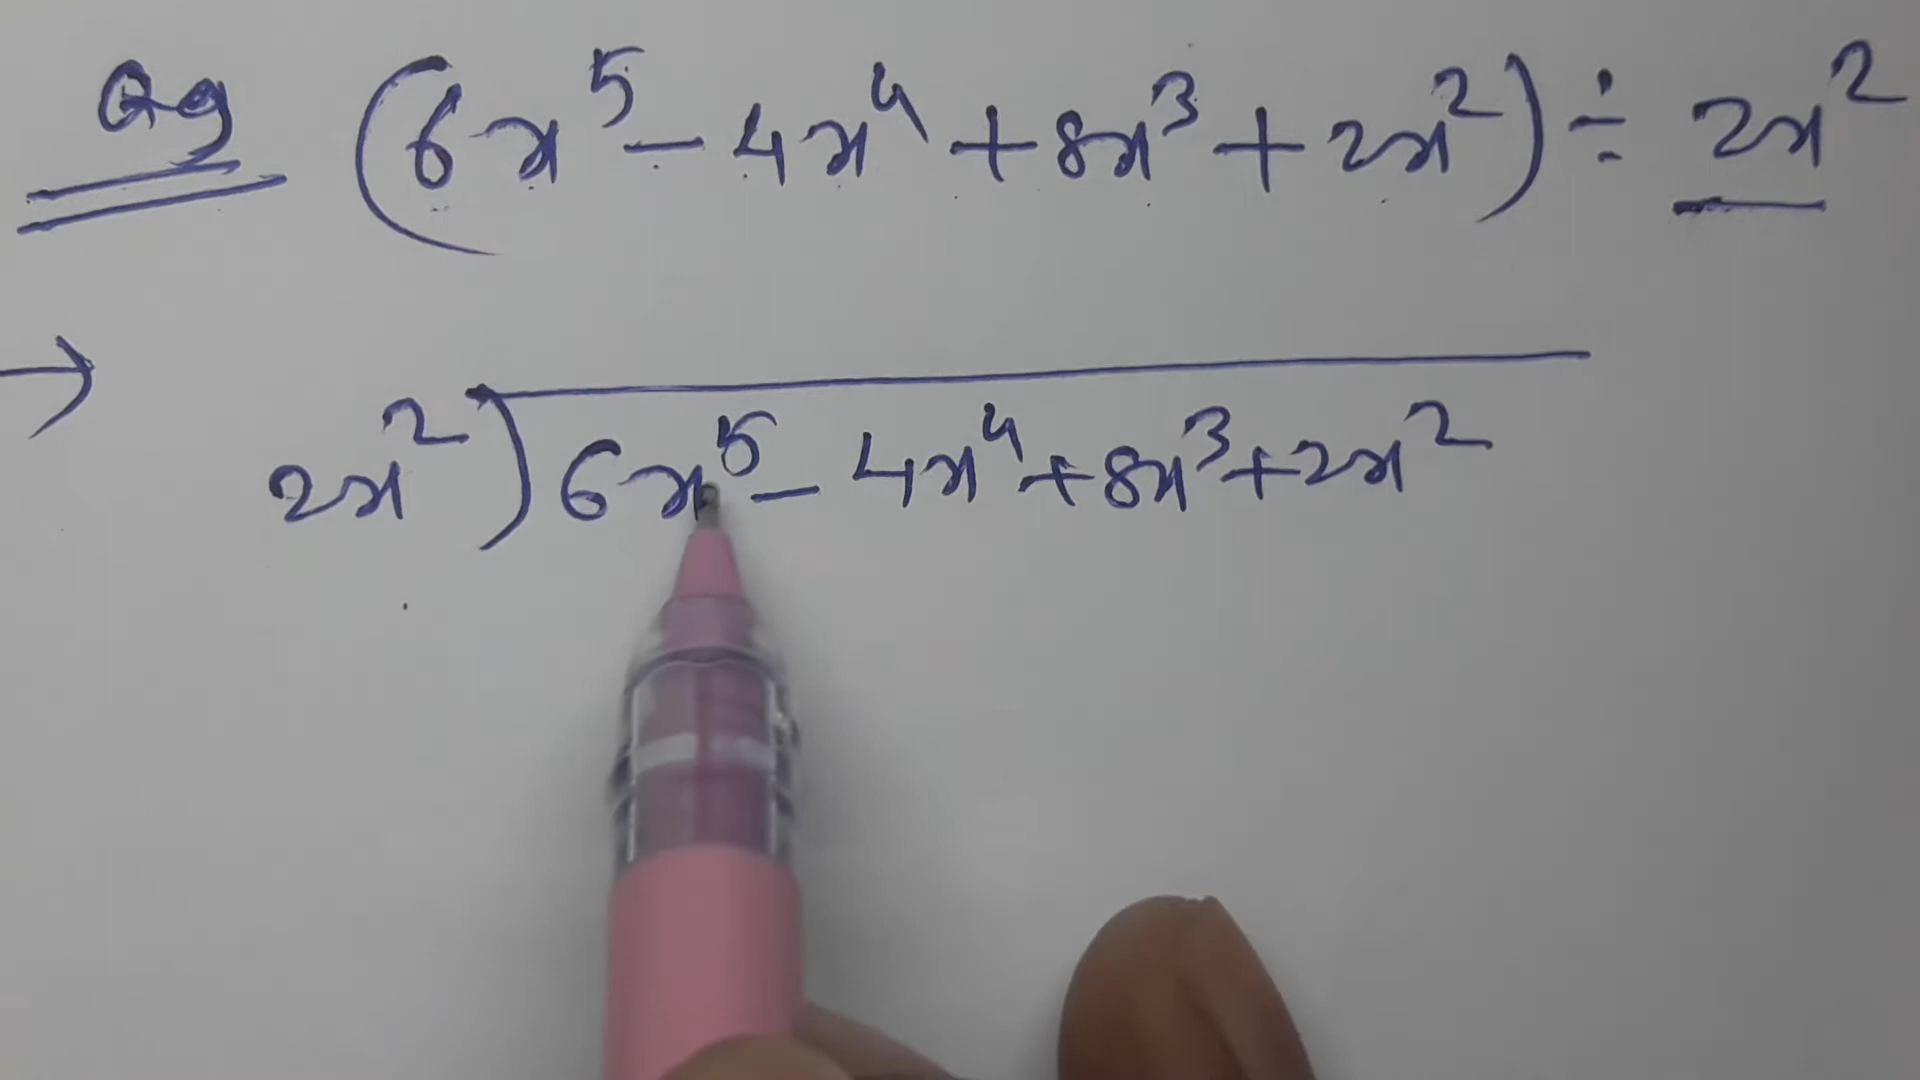 Q9 (6x⁵ - 4x⁴ + 8x³ + 2x²) ÷ 2x²
→ 2x² ) 6x⁵ - 4x⁴ + 8x³ + 2x²